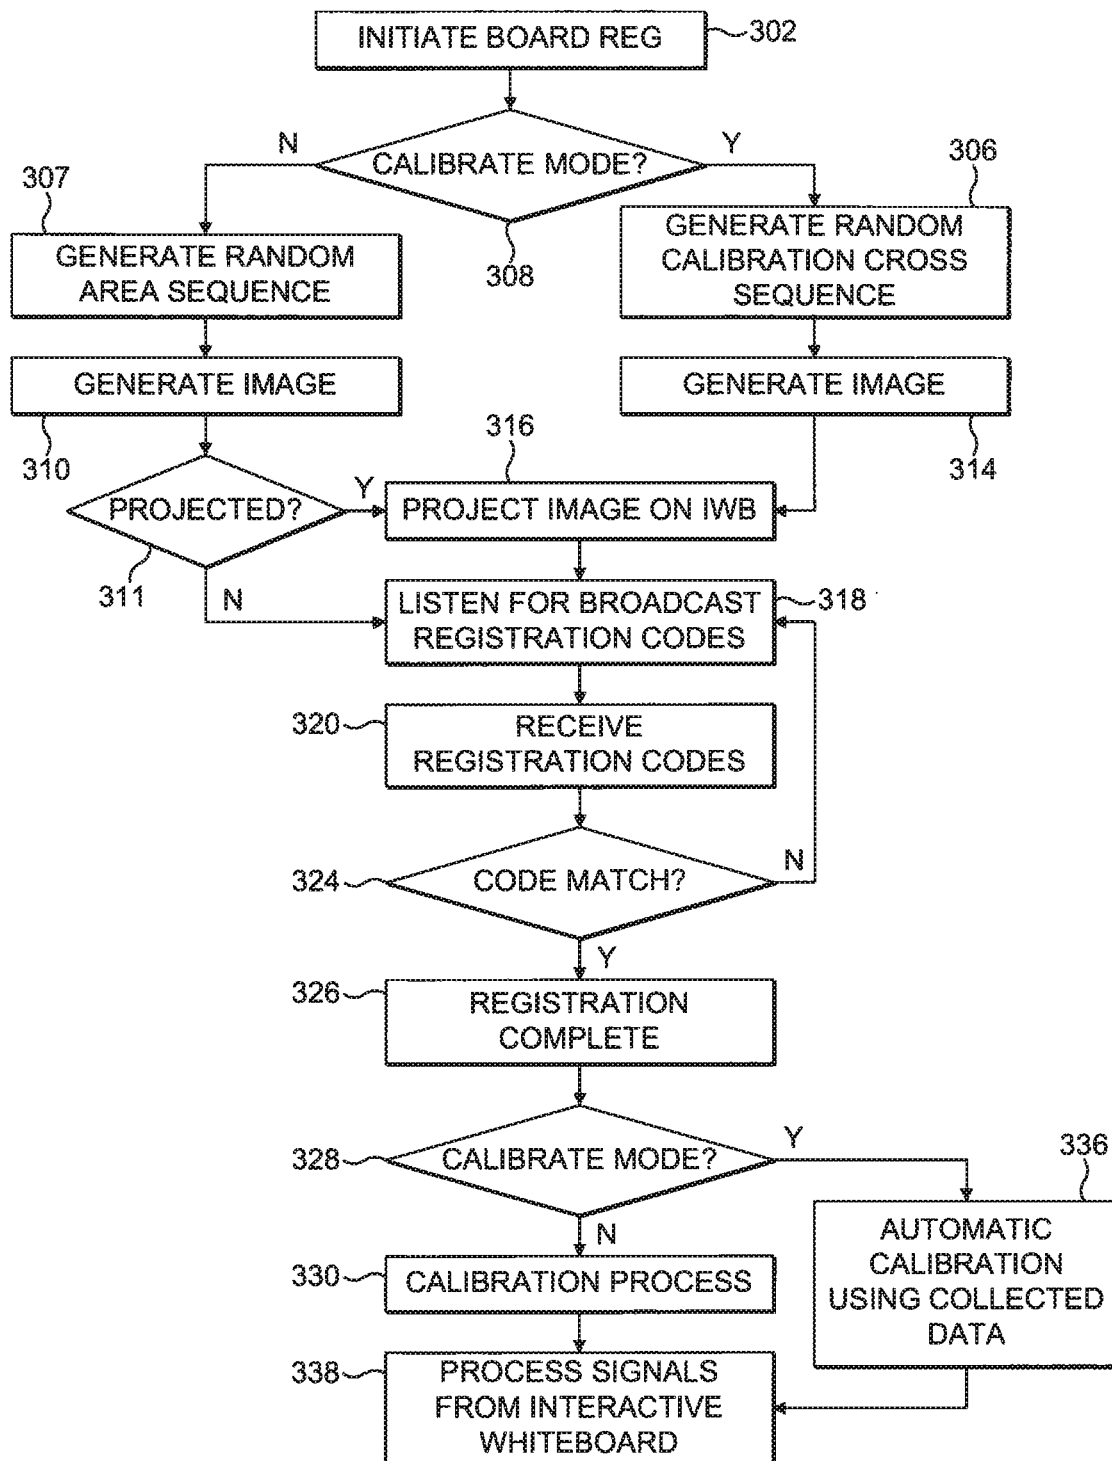 INITIATE BOARD REG
302
N
CALIBRATE MODE?
Y
307
306
308
GENERATE RANDOM
AREA SEQUENCE
GENERATE RANDOM
CALIBRATION CROSS
SEQUENCE
GENERATE IMAGE
310
GENERATE IMAGE
314
316
PROJECTED?
Y
PROJECT IMAGE ON IWB
311
N
LISTEN FOR BROADCAST
REGISTRATION CODES
318
320
RECEIVE
REGISTRATION CODES
324
CODE MATCH?
N
Y
326
REGISTRATION
COMPLETE
328
CALIBRATE MODE?
Y
336
N
AUTOMATIC
CALIBRATION
USING COLLECTED
DATA
330
CALIBRATION PROCESS
338
PROCESS SIGNALS
FROM INTERACTIVE
WHITEBOARD